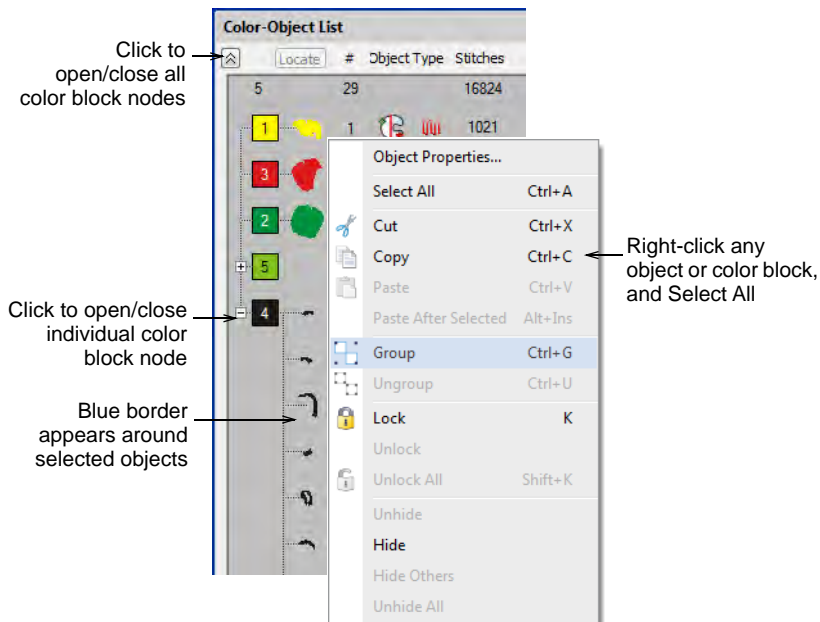 Color-Object List
Click to
open/close all
color block nodes
Locate # Object Type Stitches
5 29 16824
1 1 1021
3
2
5
4
Object Properties...
Select All Ctrl+A
Cut Ctrl+X
Copy Ctrl+C
Paste Ctrl+V
Paste After Selected Alt+Ins
Group Ctrl+G
Ungroup Ctrl+U
Lock K
Unlock
Unlock All Shift+K
Unhide
Hide
Hide Others
Unhide All
Right-click any
object or color block,
and Select All
Click to open/close
individual color
block node
Blue border
appears around
selected objects